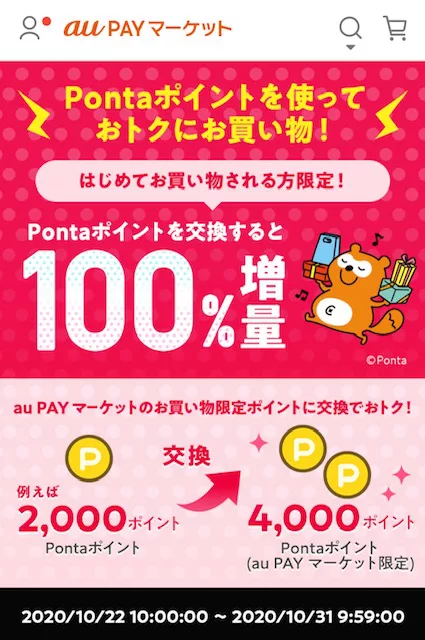 au PAY マーケット
Pontaポイントを使って
おトクにお買い物！
はじめてお買い物される方限定！
Pontaポイントを交換すると
100%増量
©Ponta
au PAY マーケットのお買い物限定ポイントに交換でおトク！
P
交換
P
P
例えば
2,000ポイント
Pontaポイント
4,000ポイント
Pontaポイント
(au PAY マーケット限定)
2020/10/22 10:00:00 ～ 2020/10/31 9:59:00